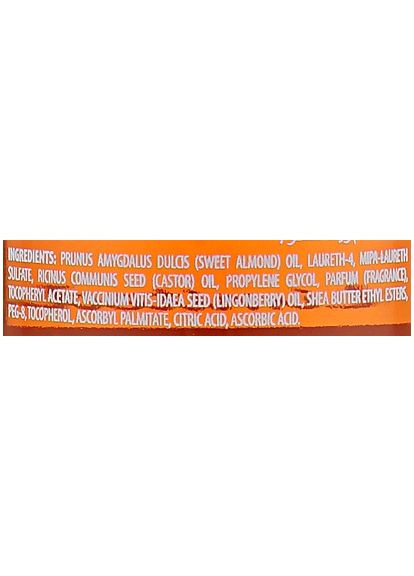 INGREDIENTS: PRUNUS AMYGDALUS DULCIS (SWEET ALMOND) OIL, LAURETH-4, MIPA-LAURETH
SULFATE, RICINUS COMMUNIS SEED (CASTOR) OIL, PROPYLENE GLYCOL, PARFUM (FRAGRANCE),
TOCOPHERYL ACETATE, VACCINIUM VITIS-IDAEA SEED (LINGONBERRY) OIL, SHEA BUTTER ETHYL ESTERS,
PEG-8, TOCOPHEROL, ASCORBYL PALMITATE, CITRIC ACID, ASCORBIC ACID.